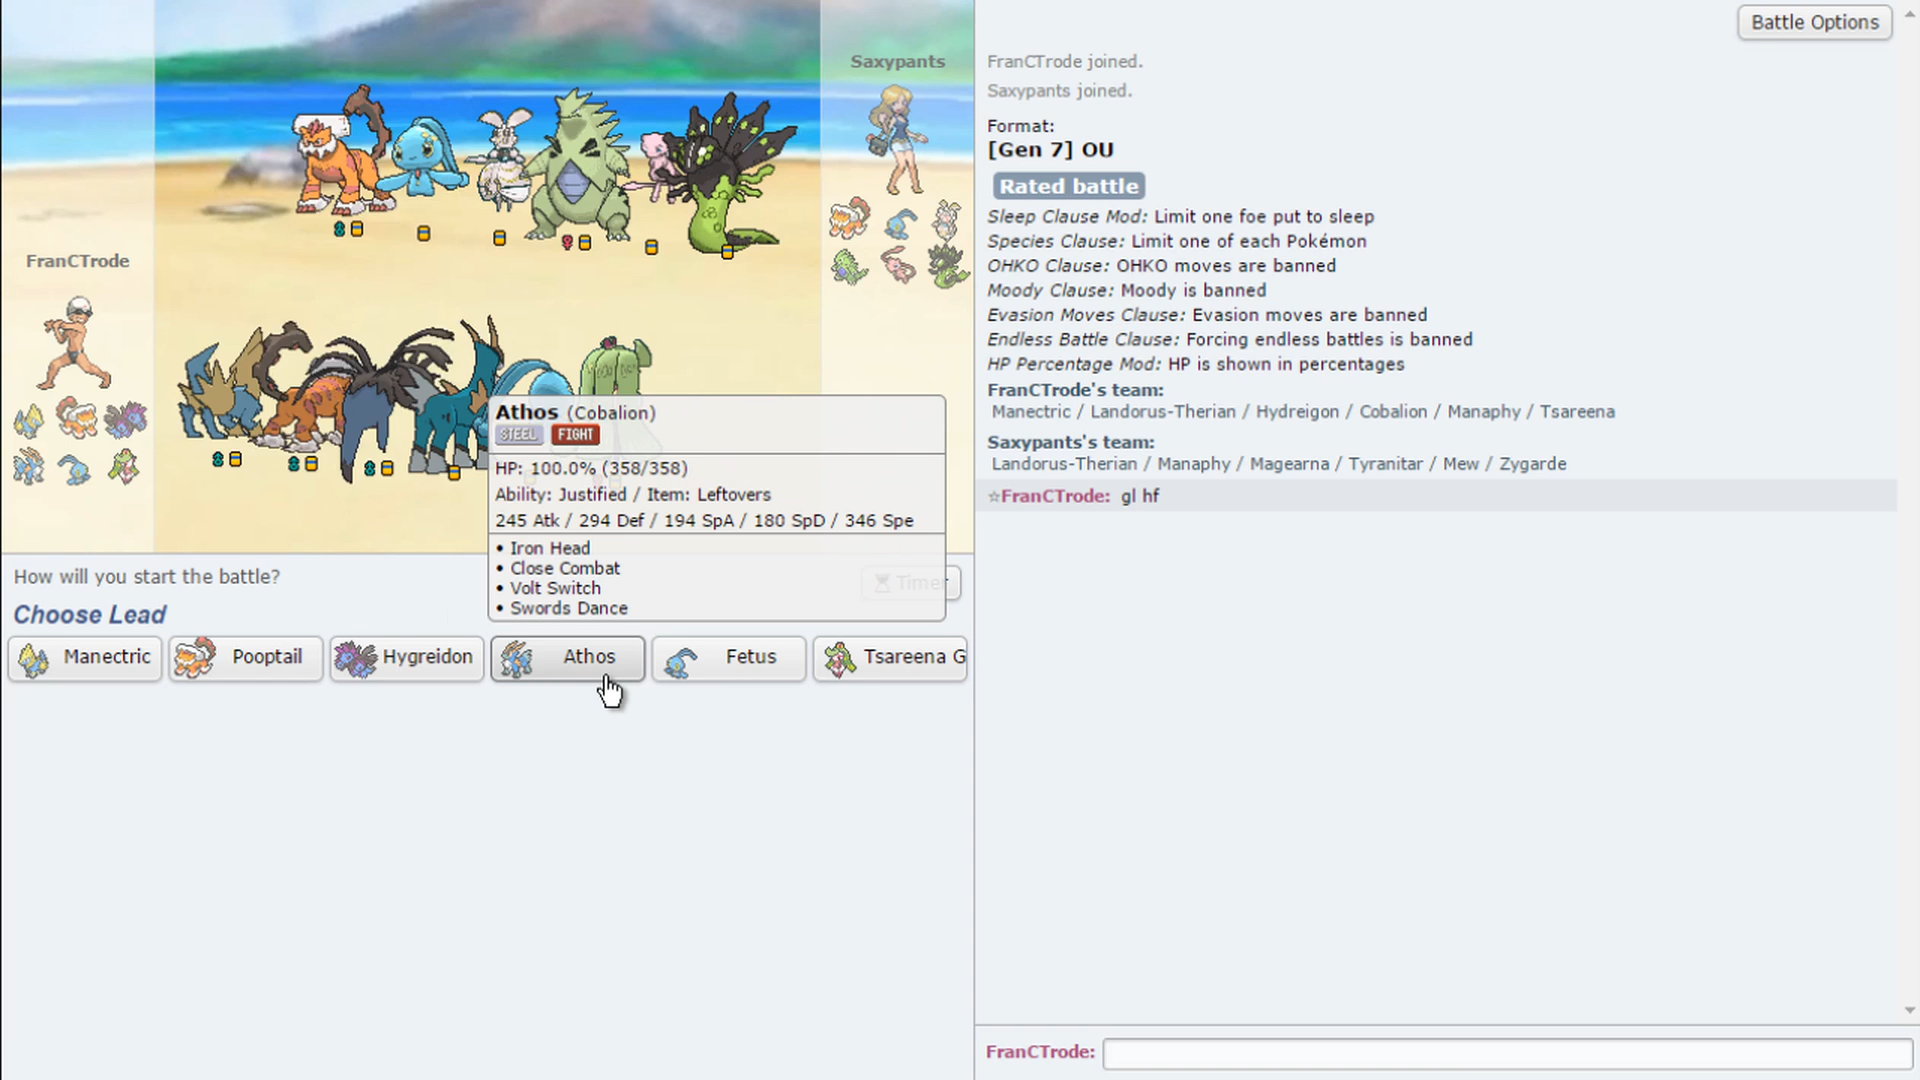 Battle Options
Saxypants
FranCTrode
FranCTrode joined.
Saxypants joined.
Format:
[Gen 7] OU
Rated battle
Sleep Clause Mod: Limit one foe put to sleep
Species Clause: Limit one of each Pokémon
OHKO Clause: OHKO moves are banned
Moody Clause: Moody is banned
Evasion Moves Clause: Evasion moves are banned
Endless Battle Clause: Forcing endless battles is banned
HP Percentage Mod: HP is shown in percentages
FranCTrode's team:
Manectric / Landorus-Therian / Hydreigon / Cobalion / Manaphy / Tsareena
Saxypants's team:
Landorus-Therian / Manaphy / Magearna / Tyranitar / Mew / Zygarde
☆FranCTrode: gl hf
Athos (Cobalion)
STEEL FIGHT
HP: 100.0% (358/358)
Ability: Justified / Item: Leftovers
245 Atk / 294 Def / 194 SpA / 180 SpD / 346 Spe
• Iron Head
• Close Combat
• Volt Switch
• Swords Dance
How will you start the battle?
Timer
Choose Lead
Manectric Pooptail Hygreidon Athos Fetus Tsareena G
FranCTrode: